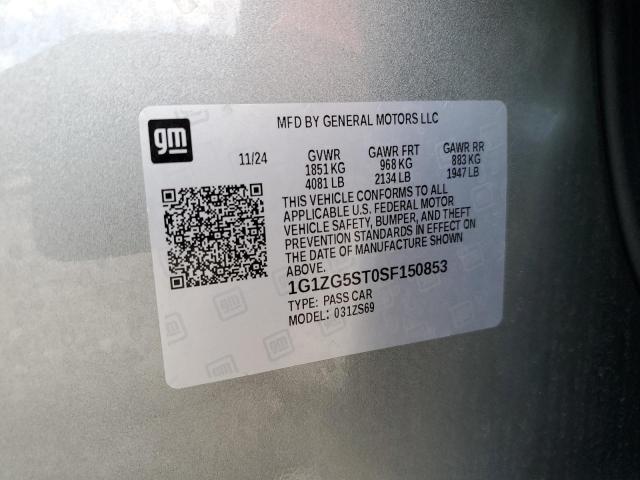 gm
MFD BY GENERAL MOTORS LLC
11/24 GVWR GAWR FRT GAWR RR
1851 KG 968 KG 883 KG
4081 LB 2134 LB 1947 LB
THIS VEHICLE CONFORMS TO ALL
APPLICABLE U.S. FEDERAL MOTOR
VEHICLE SAFETY, BUMPER, AND THEFT
PREVENTION STANDARDS IN EFFECT ON
THE DATE OF MANUFACTURE SHOWN
ABOVE.
1G1ZG5ST0SF150853
TYPE: PASS CAR
MODEL: 031ZS69